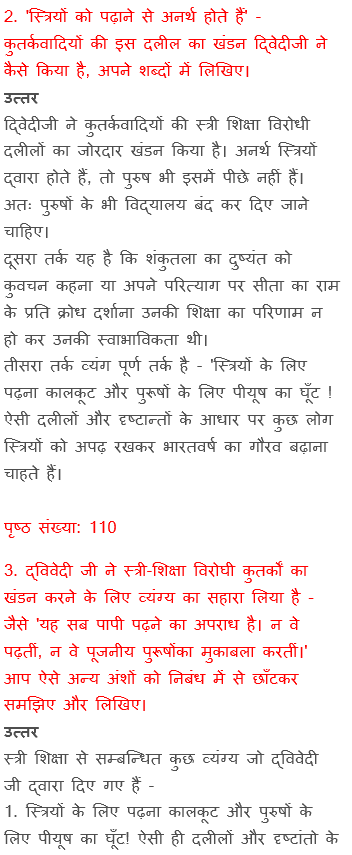 2. 'स्त्रियों को पढ़ाने से अनर्थ होते हैं' -
कुतर्कवादियों की इस दलील का खंडन द्विवेदीजी ने
कैसे किया है, अपने शब्दों में लिखिए।
उत्तर
द्विवेदीजी ने कुतर्कवादियों की स्त्री शिक्षा विरोधी
दलीलों का जोरदार खंडन किया है। अनर्थ स्त्रियों
द्वारा होते हैं, तो पुरुष भी इसमें पीछे नहीं हैं।
अतः पुरुषों के भी विद्यालय बंद कर दिए जाने
चाहिए।
दूसरा तर्क यह है कि शंकुतला का दुष्यंत को
कुवचन कहना या अपने परित्याग पर सीता का राम
के प्रति क्रोध दर्शाना उनकी शिक्षा का परिणाम न
हो कर उनकी स्वाभाविकता थी।
तीसरा तर्क व्यंग पूर्ण तर्क है - 'स्त्रियों के लिए
पढ़ना कालकूट और पुरूषों के लिए पीयूष का घूँट !
ऐसी दलीलों और दृष्टान्तों के आधार पर कुछ लोग
स्त्रियों को अपढ़ रखकर भारतवर्ष का गौरव बढ़ाना
चाहते हैं।
पृष्ठ संख्या: 110
3. द्विवेदी जी ने स्त्री-शिक्षा विरोधी कुतर्कों का
खंडन करने के लिए व्यंग्य का सहारा लिया है -
जैसे 'यह सब पापी पढ़ने का अपराध है। न वे
पढ़तीं, न वे पूजनीय पुरूषोंका मुकाबला करतीं।'
आप ऐसे अन्य अंशों को निबंध में से छाँटकर
समझिए और लिखिए।
उत्तर
स्त्री शिक्षा से सम्बन्धित कुछ व्यंग्य जो द्विवेदी
जी द्वारा दिए गए हैं -
1. स्त्रियों के लिए पढ़ना कालकूट और पुरुषों के
लिए पीयूष का घूँट! ऐसी ही दलीलों और दृष्टांतो के